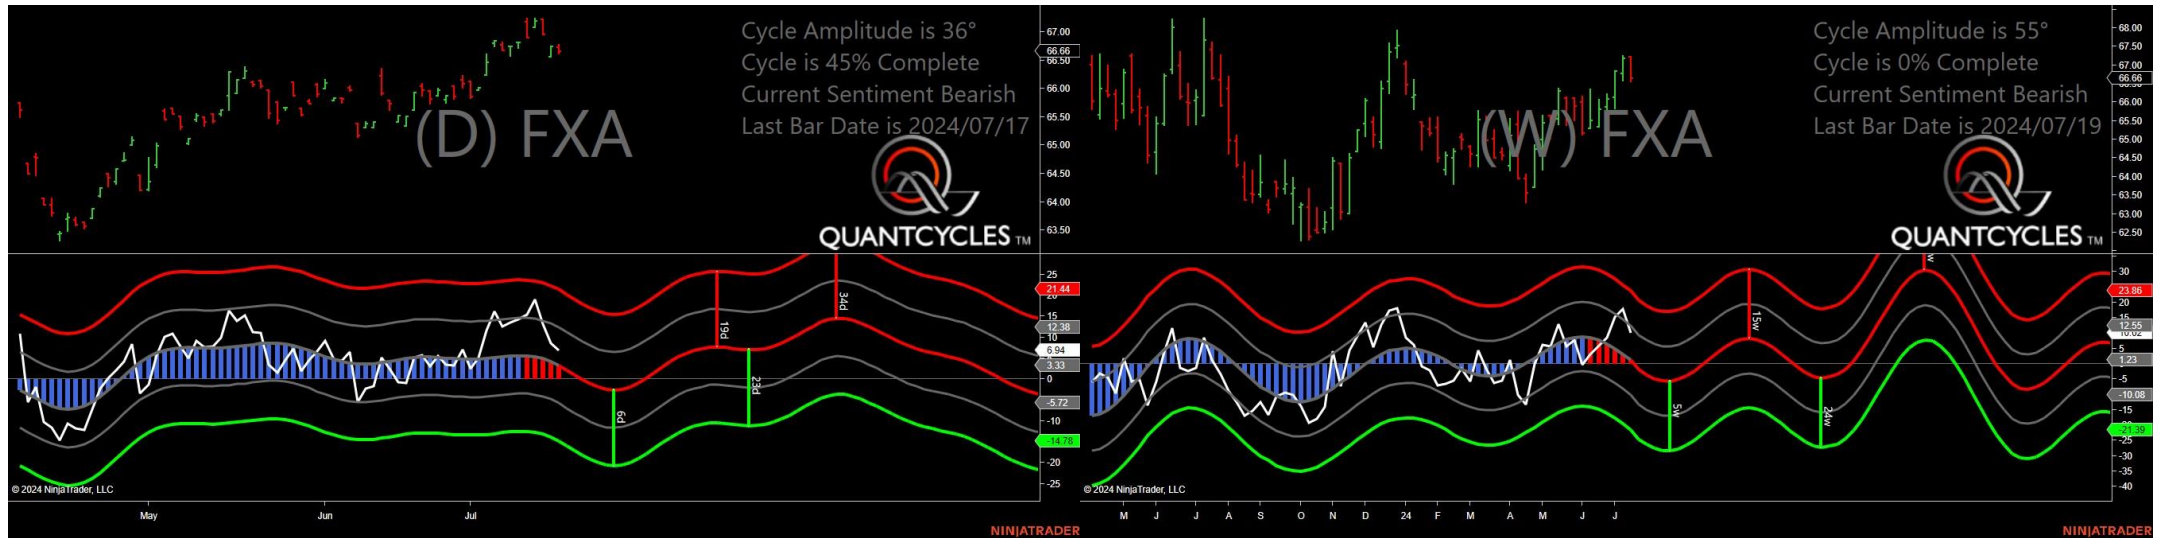 Cycle Amplitude is 36°
Cycle is 45% Complete
Current Sentiment Bearish
Last Bar Date is 2024/07/17
(D) FXA
QUANTCYCLES TM
67.00
66.66
66.50
66.00
65.50
65.00
64.50
64.00
63.50
25
21.44
20
15
12.38
10
6.94
3.33
0
-5.72
-10
-14.78
-20
-25
19d
34d
6d
23d
© 2024 NinjaTrader, LLC
May Jun Jul
NINJATRADER
Cycle Amplitude is 55°
Cycle is 0% Complete
Current Sentiment Bearish
Last Bar Date is 2024/07/19
(W) FXA
QUANTCYCLES TM
68.00
67.50
67.00
66.66
66.00
65.50
65.00
64.50
64.00
63.50
63.00
62.50
30
23.86
20
15
12.55
5
1.23
-5
-10.08
-15
-21.39
-25
-30
-35
-40
15w
w
5w
24w
© 2024 NinjaTrader, LLC
M J J A S O N D 24 F M A M J J
NINJATRADER